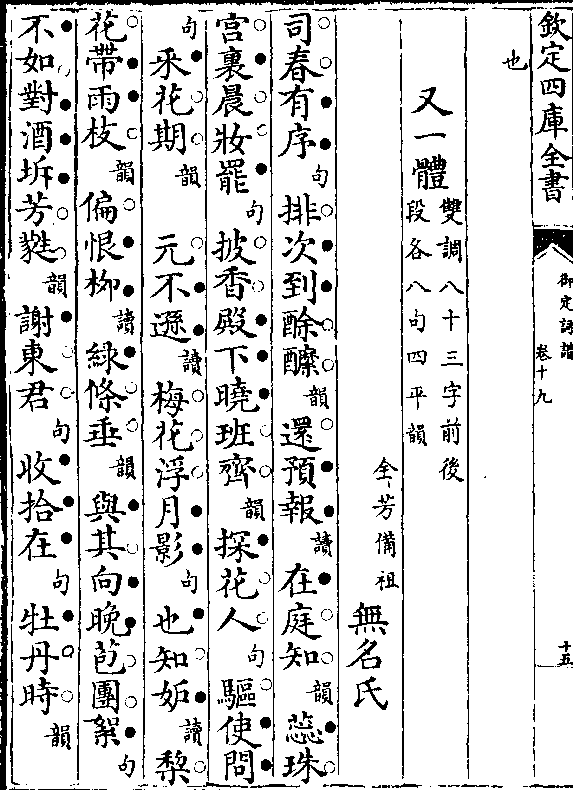 欽定四庫全書
御定詞譜
卷十九
十五
也
又一體
雙調八十三字前後
段各八句四平韻
全芳備祖
無名氏
司春有序句排次到酴醾韻還預報讀在庭知韻蕊珠
宮裏晨妝罷句披香殿下曉班齊韻探花人句驅使問
句釆花期韻 元不遜讀梅花浮月影句也知妒讀梨
花帶雨枝韻偏恨柳讀綠條垂韻與其向晚苞團絮句
不如對酒坼芳蕤韻謝東君句收拾在句牡丹時韻